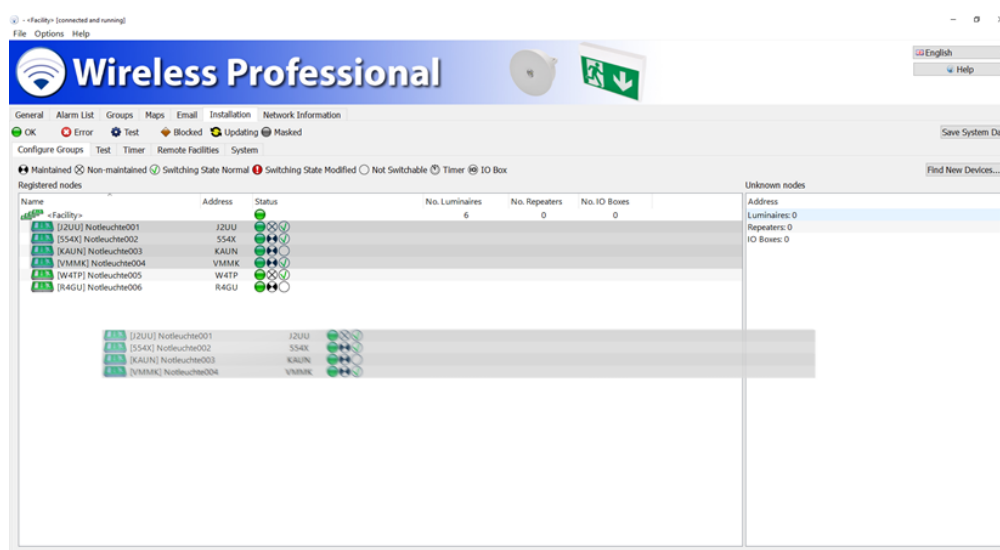 - <Facility> [connected and running]
File Options Help
Wireless Professional
English
Help
General Alarm List Groups Maps Email Installation Network Information
OK Error Test Blocked Updating Masked
Save System Da
Configure Groups Test Timer Remote Facilities System
Maintained Non-maintained Switching State Normal Switching State Modified Not Switchable Timer IO Box
Find New Devices...
Registered nodes Unknown nodes
Name Address Status No. Luminaires No. Repeaters No. IO Boxes Address
<Facility> 6 0 0 Luminaires: 0
[J2UU] Notleuchte001 J2UU Repeaters: 0
[554X] Notleuchte002 554X IO Boxes: 0
[KAUN] Notleuchte003 KAUN
[VMMK] Notleuchte004 VMMK
[W4TP] Notleuchte005 W4TP
[R4GU] Notleuchte006 R4GU
[J2UU] Notleuchte001 J2UU
[554X] Notleuchte002 554X
[KAUN] Notleuchte003 KAUN
[VMMK] Notleuchte004 VMMK